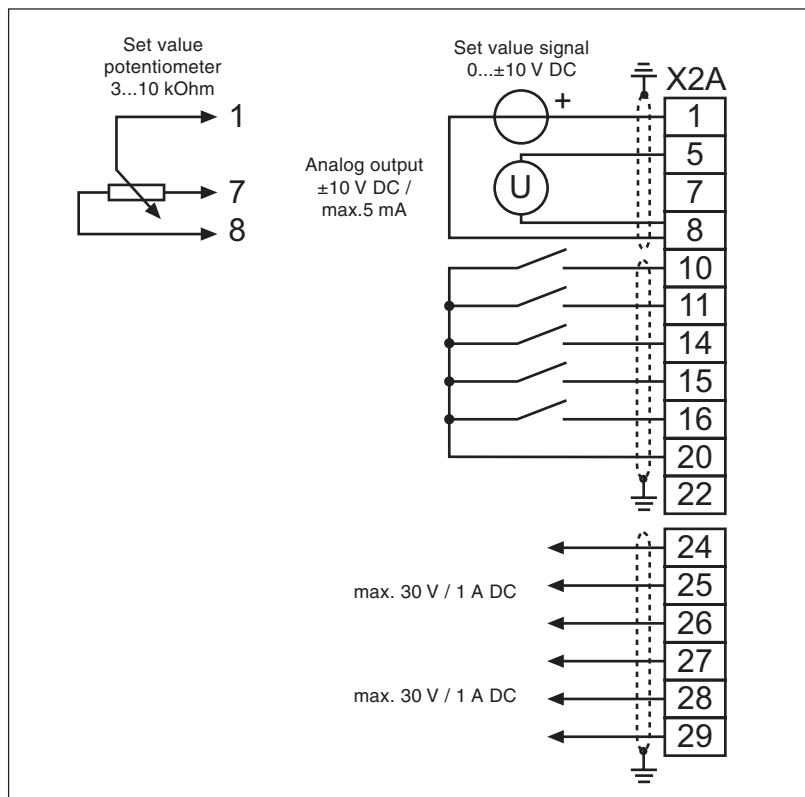 Set value
potentiometer
3...10 kOhm
1
7
8
Set value signal
0...±10 V DC
+
Analog output
±10 V DC /
max.5 mA
U
X2A
1
5
7
8
10
11
14
15
16
20
22
24
25
26
27
28
29
max. 30 V / 1 A DC
max. 30 V / 1 A DC